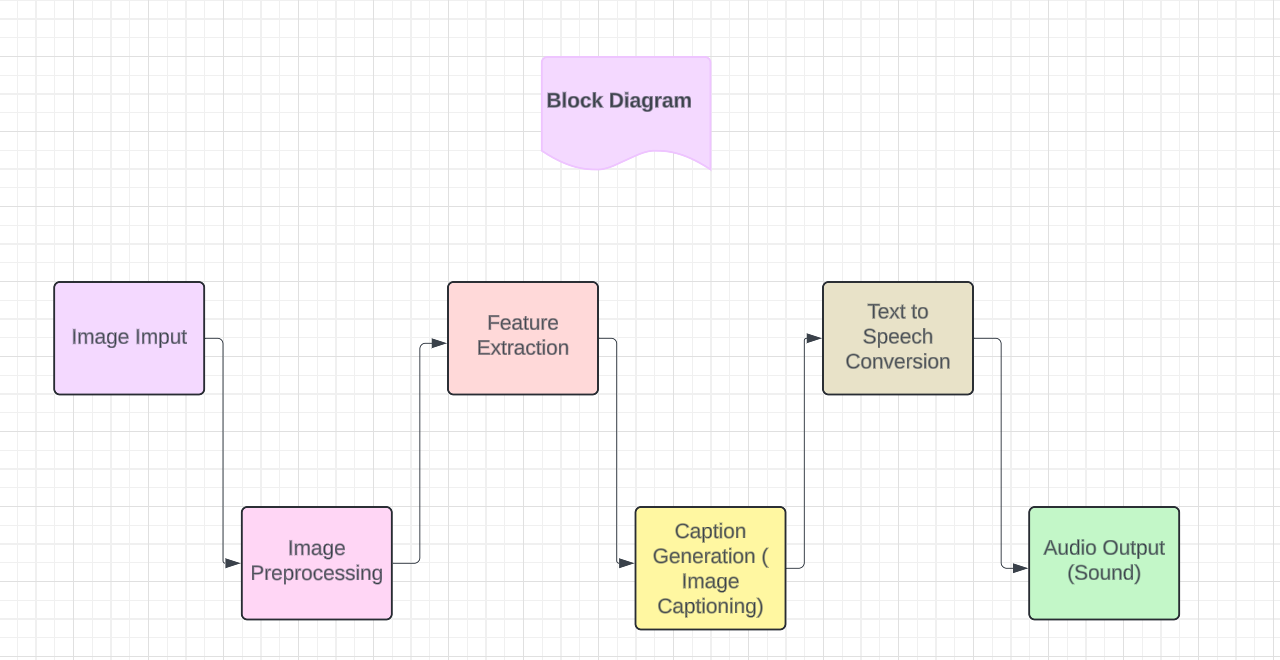 Block Diagram
Image Imput
Image
Preprocessing
Feature
Extraction
Caption
Generation (
Image
Captioning)
Text to
Speech
Conversion
Audio Output
(Sound)